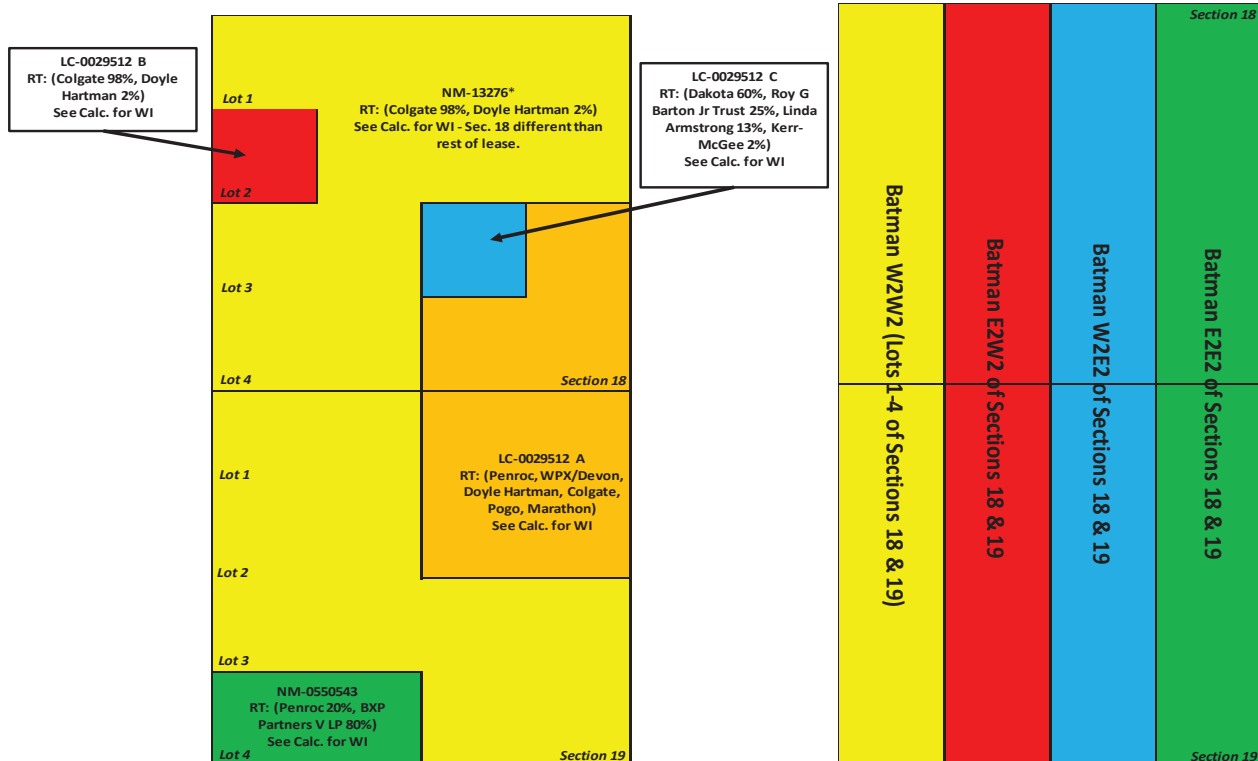 LC-0029512 B
RT: (Colgate 98%, Doyle
Hartman 2%)
See Calc. for WI
Lot 1
NM-13276*
RT: (Colgate 98%, Doyle Hartman 2%)
See Calc. for WI - Sec. 18 different than
rest of lease.
LC-0029512 C
RT: (Dakota 60%, Roy G
Barton Jr Trust 25%, Linda
Armstrong 13%, Kerr-
McGee 2%)
See Calc. for WI
Lot 2
Lot 3
Lot 4
Section 18
LC-0029512 A
RT: (Penroc, WPX/Devon,
Doyle Hartman, Colgate,
Pogo, Marathon)
See Calc. for WI
Lot 1
Lot 2
Lot 3
NM-0550543
RT: (Penroc 20%, BXP
Partners V LP 80%)
See Calc. for WI
Lot 4
Section 19
Section 18
Batman W2W2 (Lots 1-4 of Sections 18 & 19)
Batman E2W2 of Sections 18 & 19
Batman W2E2 of Sections 18 & 19
Batman E2E2 of Sections 18 & 19
Section 19